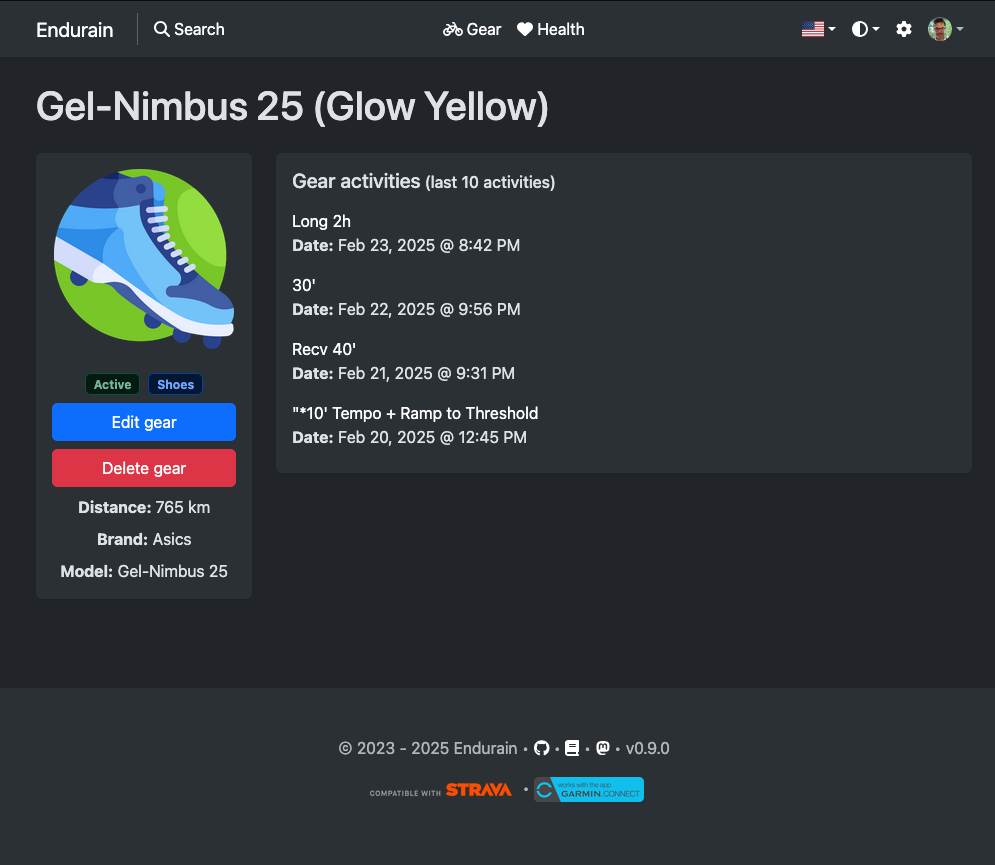 Endurain Search Gear Health
Gel-Nimbus 25 (Glow Yellow)
Active Shoes
Edit gear
Delete gear
Distance: 765 km
Brand: Asics
Model: Gel-Nimbus 25
Gear activities (last 10 activities)
Long 2h
Date: Feb 23, 2025 @ 8:42 PM
30'
Date: Feb 22, 2025 @ 9:56 PM
Recv 40'
Date: Feb 21, 2025 @ 9:31 PM
"*10' Tempo + Ramp to Threshold
Date: Feb 20, 2025 @ 12:45 PM
© 2023 - 2025 Endurain • • • • v0.9.0
COMPATIBLE WITH STRAVA • works with the app
GARMIN. CONNECT